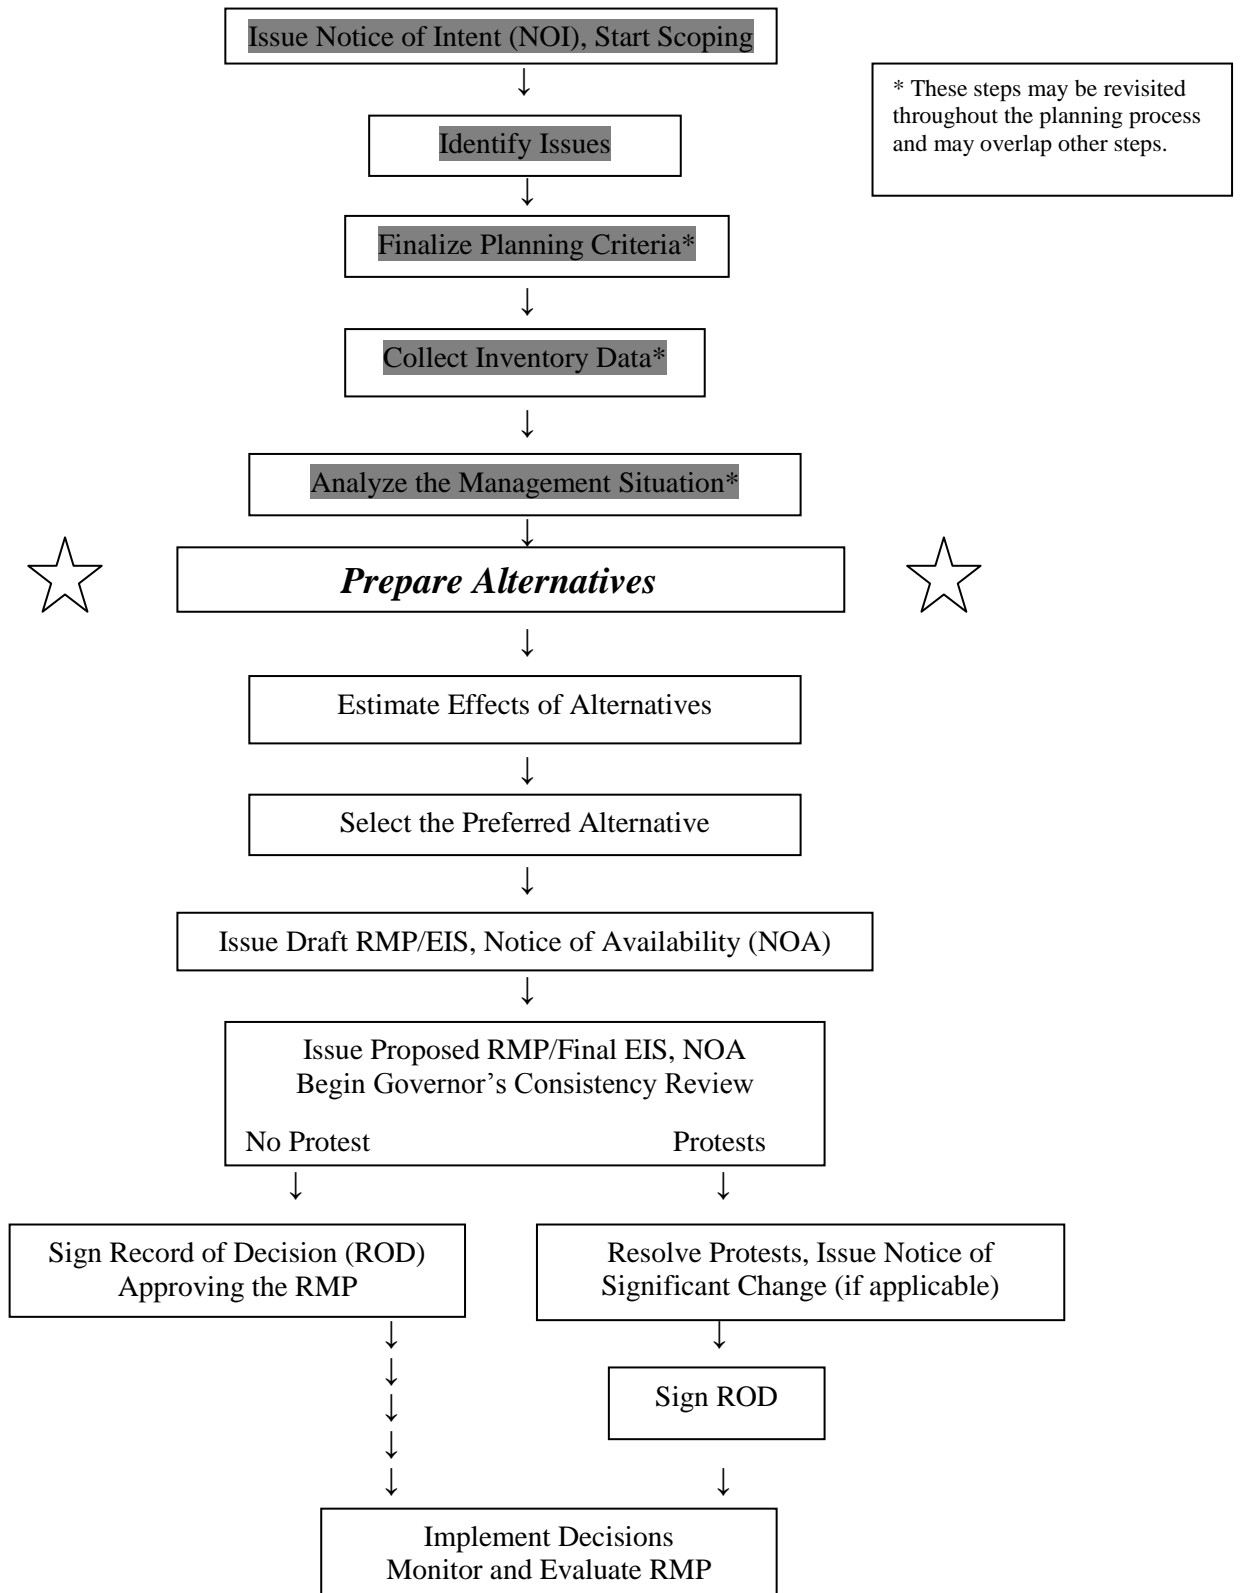 Issue Notice of Intent (NOI), Start Scoping
* These steps may be revisited
throughout the planning process
and may overlap other steps.
Identify Issues
Finalize Planning Criteria*
Collect Inventory Data*
Analyze the Management Situation*
Prepare Alternatives
Estimate Effects of Alternatives
Select the Preferred Alternative
Issue Draft RMP/EIS, Notice of Availability (NOA)
Issue Proposed RMP/Final EIS, NOA
Begin Governor’s Consistency Review
No Protest
Protests
Sign Record of Decision (ROD)
Approving the RMP
Resolve Protests, Issue Notice of
Significant Change (if applicable)
Sign ROD
Implement Decisions
Monitor and Evaluate RMP